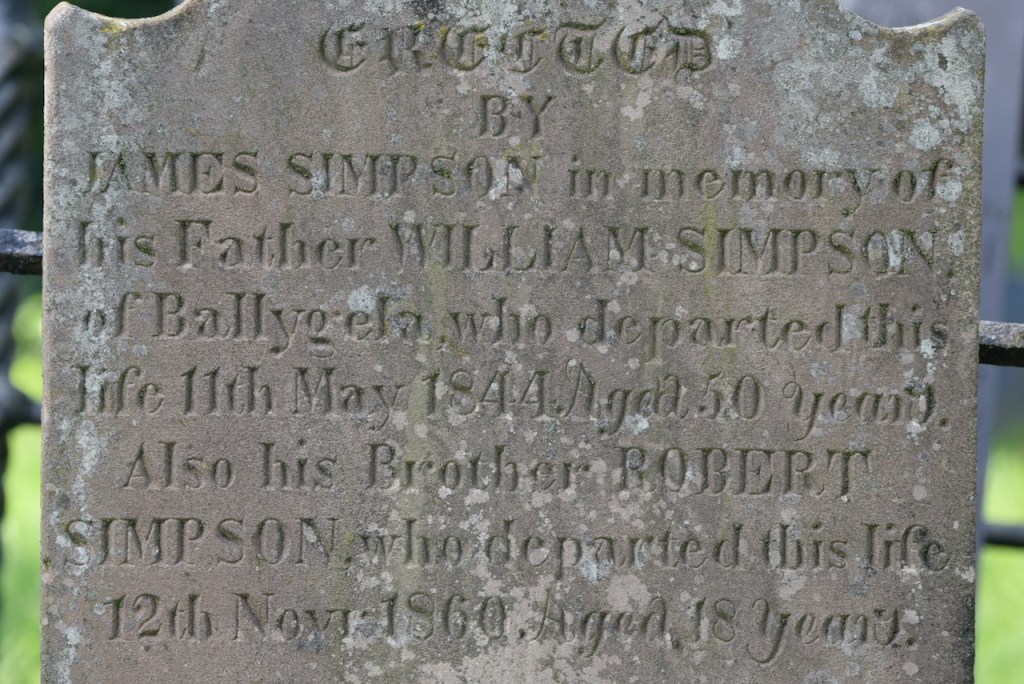 ERECTED
BY
JAMES SIMPSON in memory of
his Father WILLIAM SIMPSON,
of Ballygela, who departed this
life 11th May 1844. Aged 50 Years.
Also his Brother ROBERT
SIMPSON, who departed this life
12th Novr 1860. Aged 18 Years.